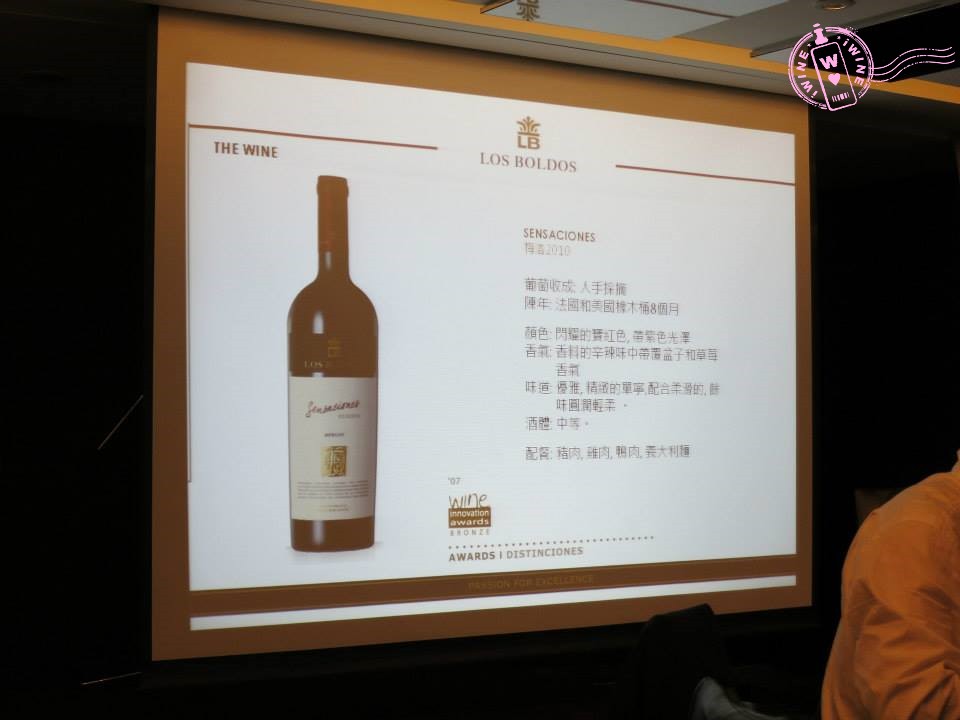 iWINE
iWINE
W
THE WINE
LB
LOS BOLDOS
SENSACIONES
梅洛2010
葡萄收成: 人手採摘
陳年: 法國和美國橡木桶8個月
顏色: 閃耀的寶紅色, 帶紫色光澤
香氣: 香料的辛辣味中帶覆盆子和草莓
香氣
味道: 優雅, 精緻的單寧,配合柔滑的, 餘
味圓潤輕柔 。
酒體: 中等。
配餐: 豬肉, 雞肉, 鴨肉, 義大利麵
Sensaciones
MERLOT
'07
wine
innovation
awards
BRONZE
AWARDS | DISTINCIONES
PASSION FOR EXCELLENCE